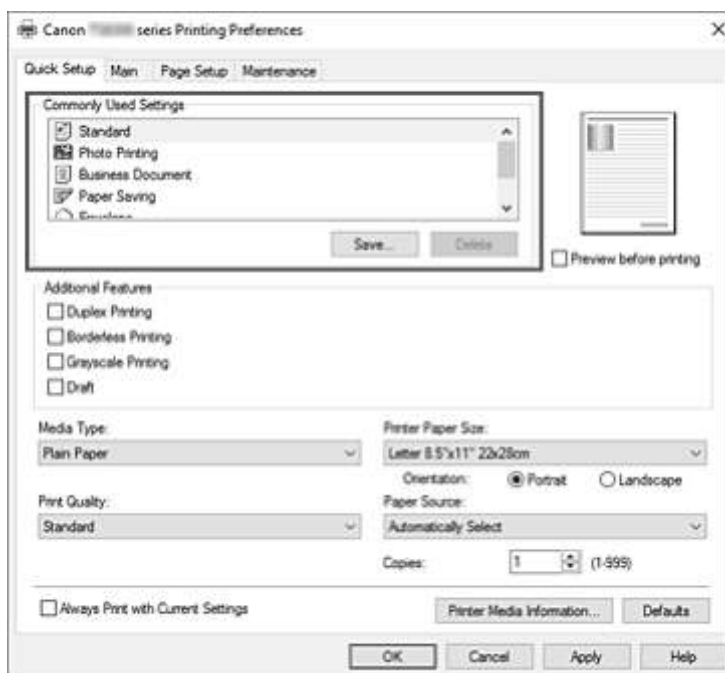 Canon series Printing Preferences
Quick Setup Main Page Setup Maintenance
Commonly Used Settings
Standard
Photo Printing
Business Document
Paper Saving
Envelope
Save... Delete
Preview before printing
Additional Features
Duplex Printing
Borderless Printing
Grayscale Printing
Draft
Media Type: Printer Paper Size:
Plain Paper Letter 8.5"x11" 22x28cm
Orientation: Portrait Landscape
Print Quality: Paper Source:
Standard Automatically Select
Copies: 1 (1-999)
Always Print with Current Settings Printer Media Information... Defaults
OK Cancel Apply Help